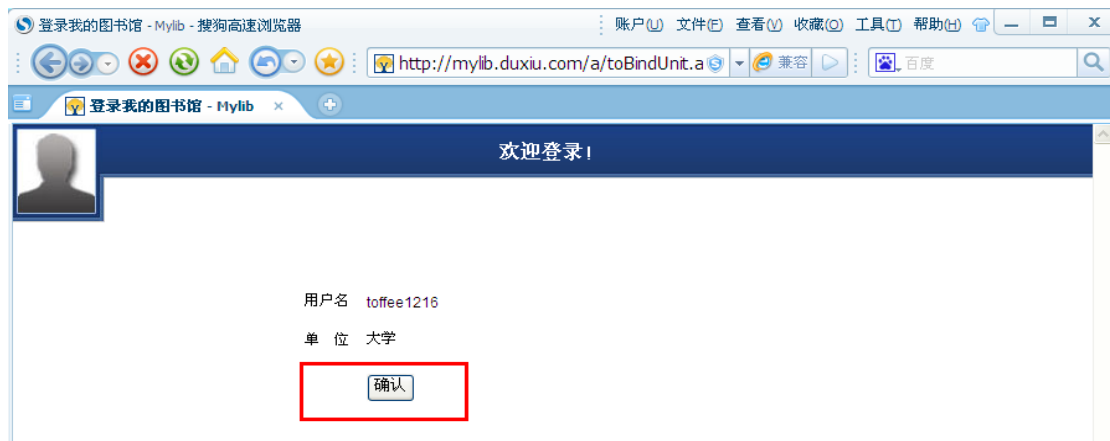 登录我的图书馆 - Mylib - 搜狗高速浏览器 账户(U) 文件(F) 查看(V) 收藏(O) 工具(T) 帮助(H)
http://mylib.duxiu.com/a/toBindUnit.a 兼容 百度
登录我的图书馆 - Mylib
欢迎登录!
用户名 toffee1216
单 位 大学
确认